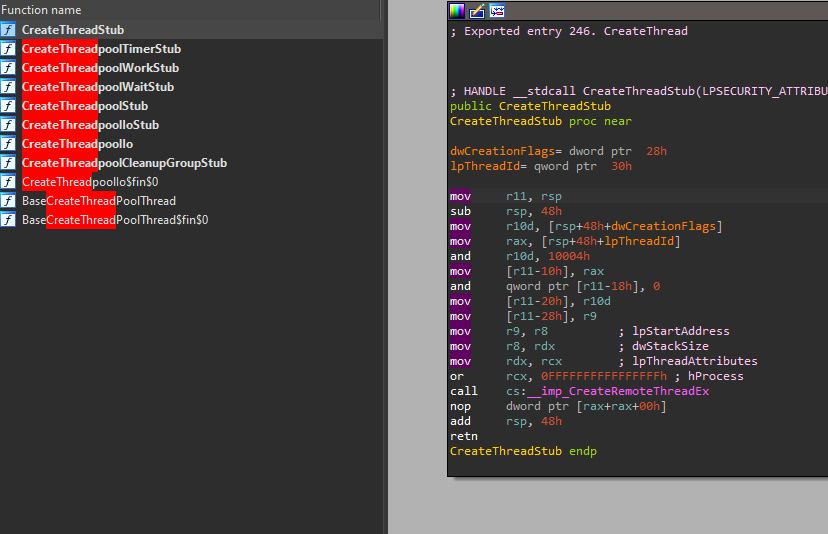 Function name
CreateThreadStub
CreateThreadpoolTimerStub
CreateThreadpoolWorkStub
CreateThreadpoolWaitStub
CreateThreadpoolStub
CreateThreadpoolIoStub
CreateThreadpoolIo
CreateThreadpoolCleanupGroupStub
CreateThreadpoolIo$fin$0
BaseCreateThreadPoolThread
BaseCreateThreadPoolThread$fin$0
; Exported entry 246. CreateThread
; HANDLE __stdcall CreateThreadStub(LPSECURITY_ATTRIBU
public CreateThreadStub
CreateThreadStub proc near
dwCreationFlags= dword ptr  28h
lpThreadId= qword ptr  30h
mov     r11, rsp
sub     rsp, 48h
mov     r10d, [rsp+48h+dwCreationFlags]
mov     rax, [rsp+48h+lpThreadId]
and     r10d, 10004h
mov     [r11-10h], rax
and     qword ptr [r11-18h], 0
mov     [r11-20h], r10d
mov     [r11-28h], r9
mov     r9, r8          ; lpStartAddress
mov     r8, rdx         ; dwStackSize
mov     rdx, rcx        ; lpThreadAttributes
or      rcx, 0FFFFFFFFFFFFFFFFh ; hProcess
call    cs:__imp_CreateRemoteThreadEx
nop     dword ptr [rax+rax+00h]
add     rsp, 48h
retn
CreateThreadStub endp